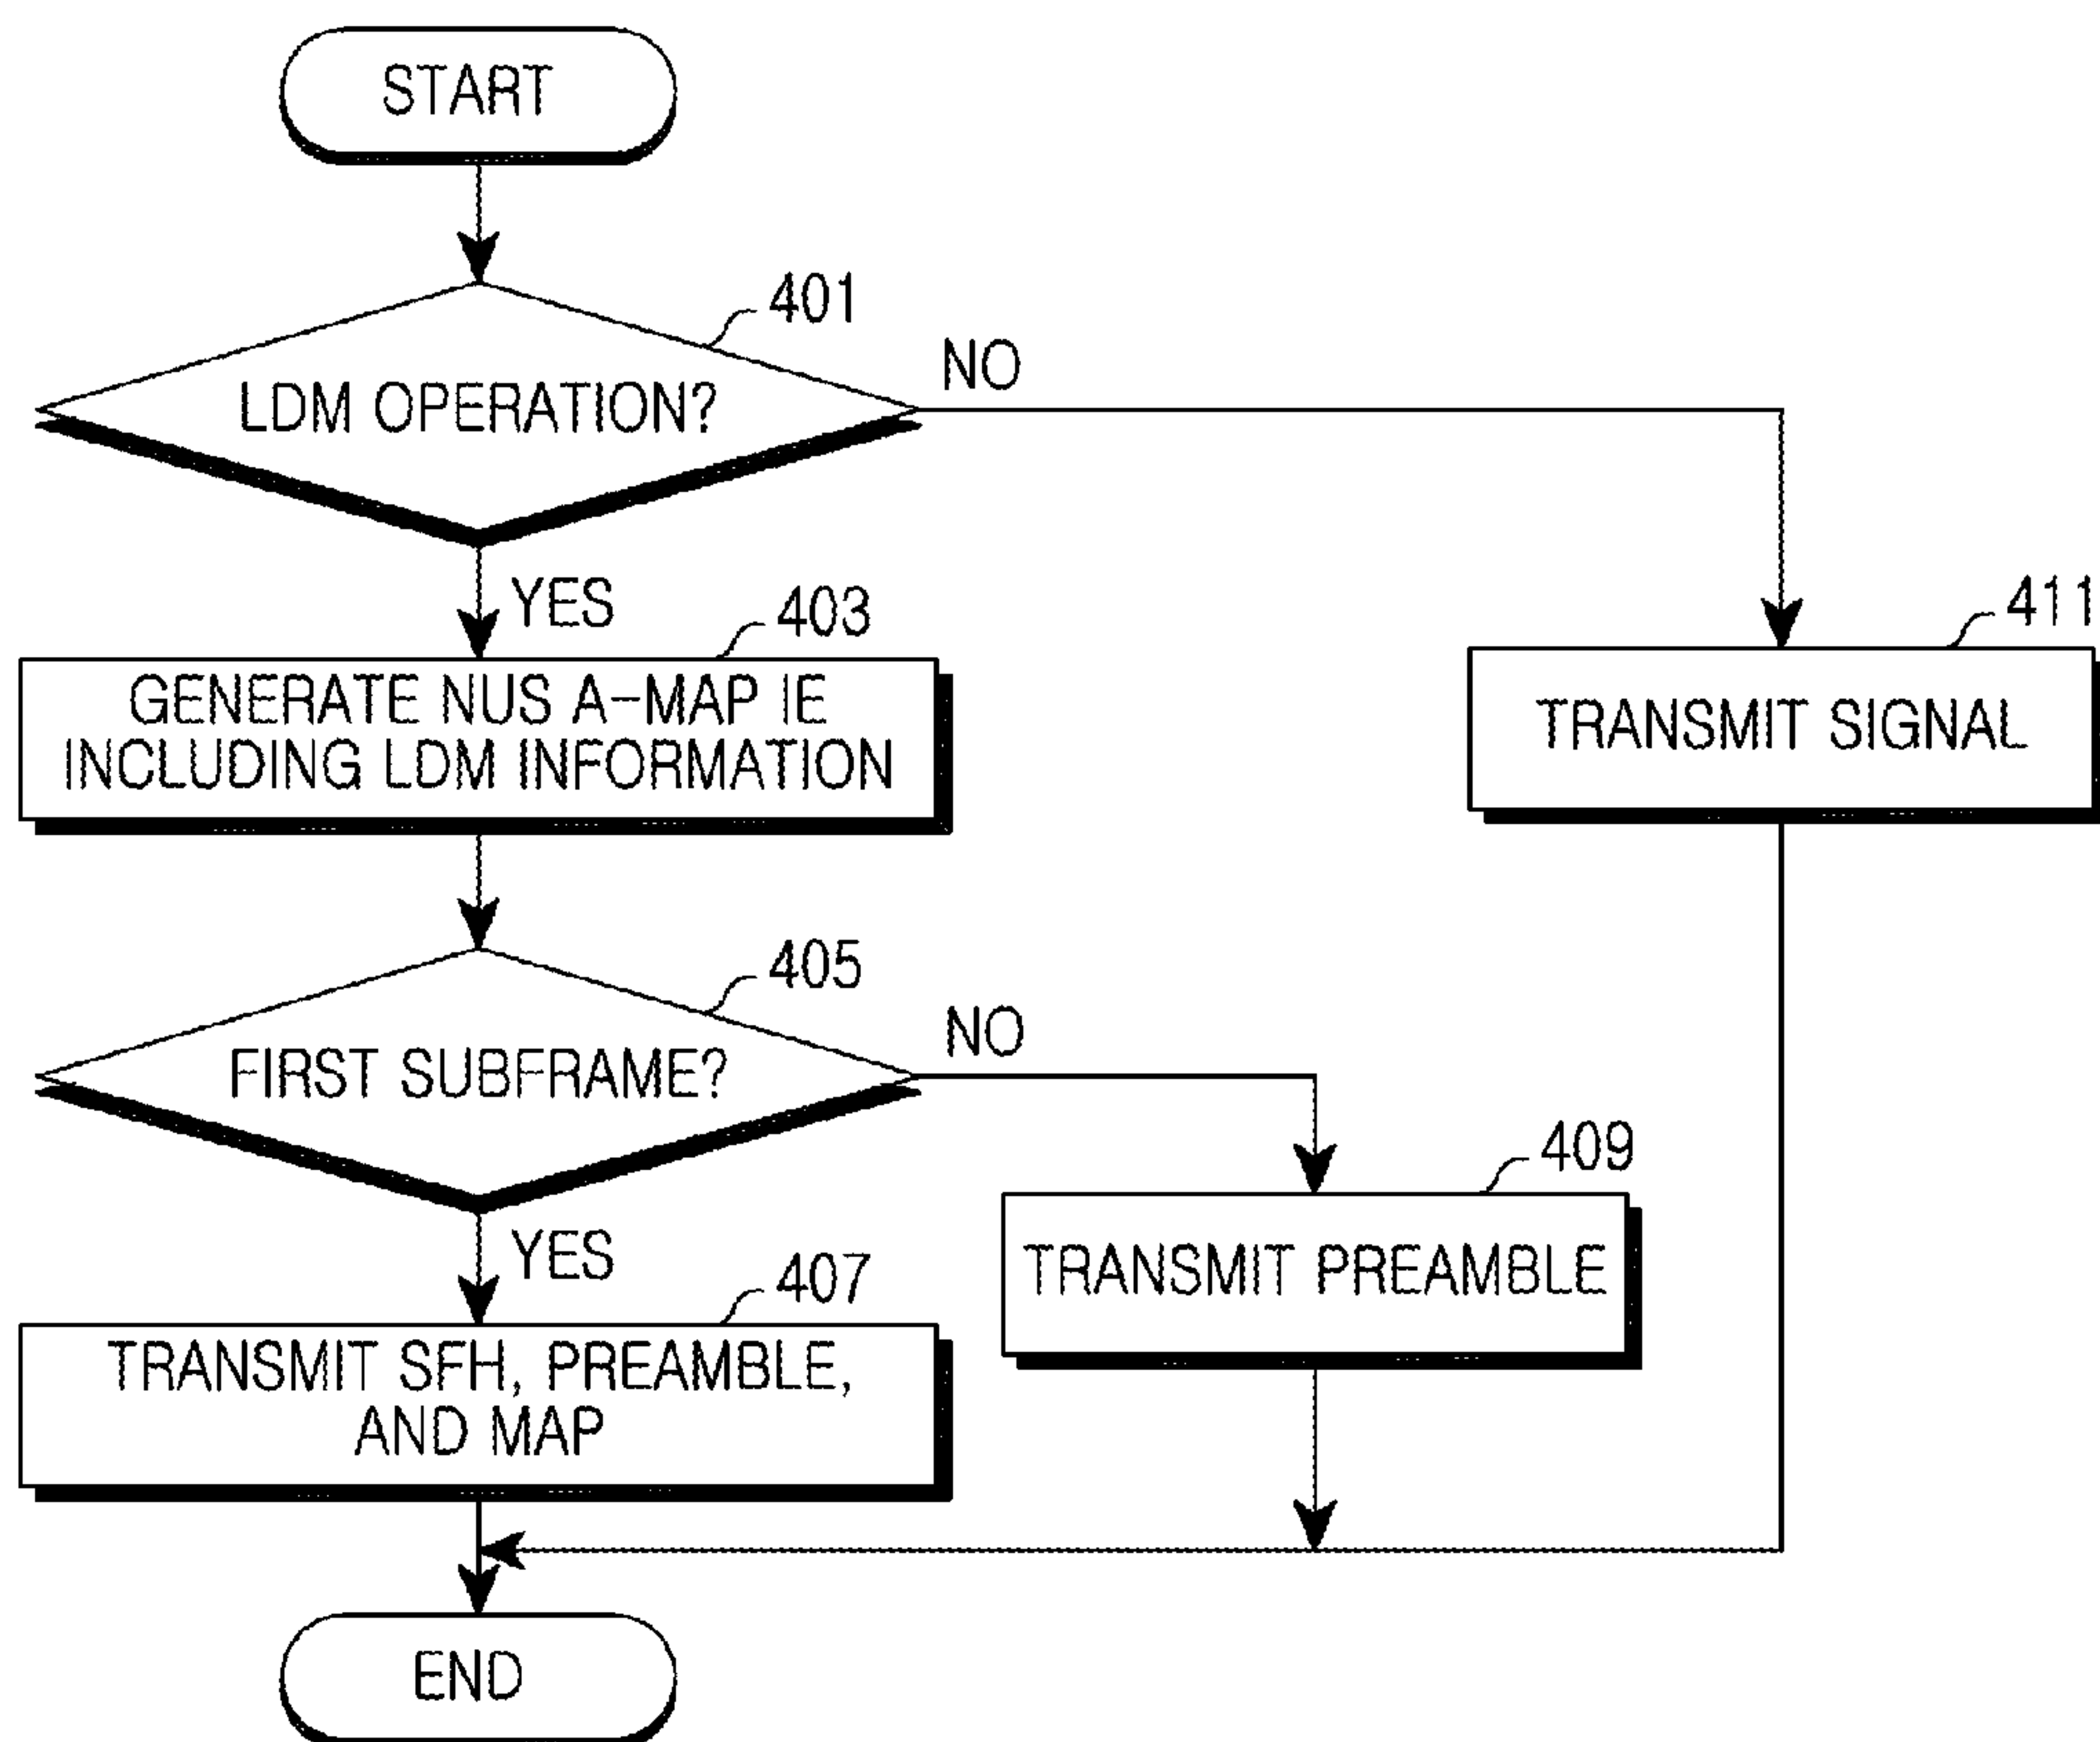 START
401
LDM OPERATION?
NO
YES
403
GENERATE NUS A-MAP IE
INCLUDING LDM INFORMATION
411
TRANSMIT SIGNAL
405
FIRST SUBFRAME?
NO
409
TRANSMIT PREAMBLE
YES
407
TRANSMIT SFH, PREAMBLE,
AND MAP
END